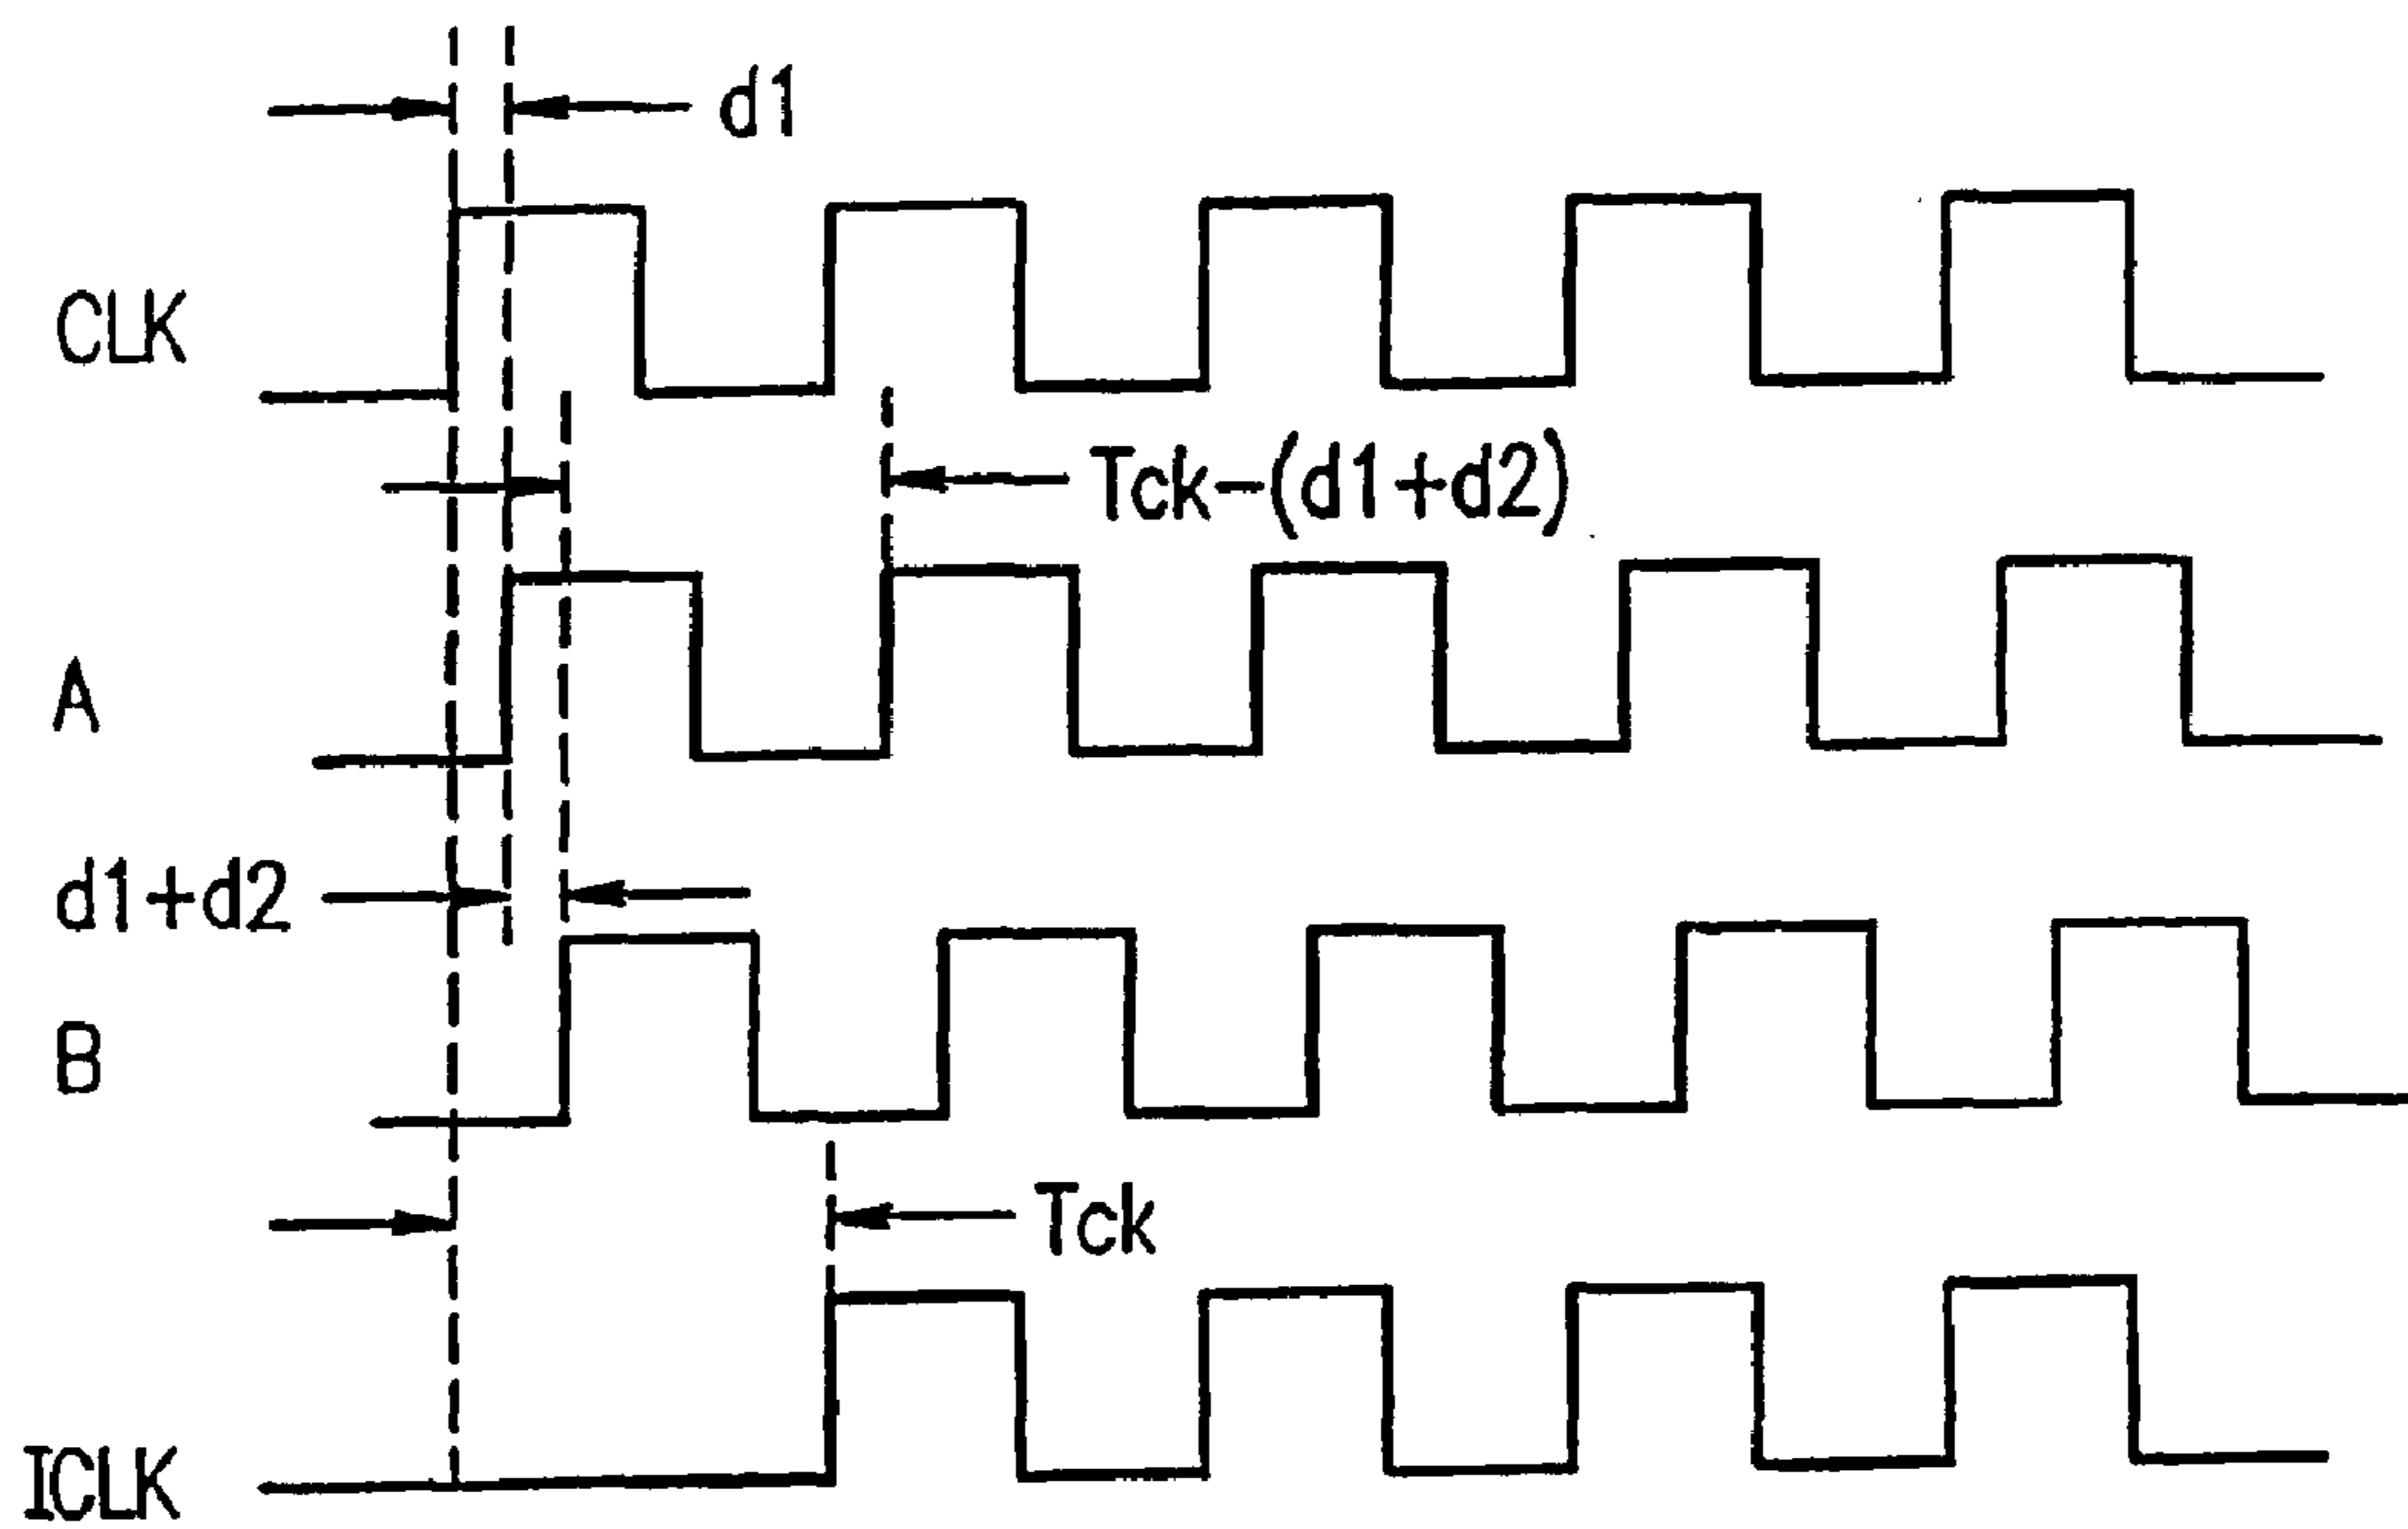 d1
CLK
Tck-(d1+d2)
A
d1+d2
B
Tck
ICLK